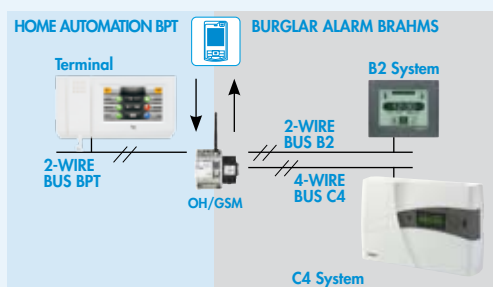 HOME AUTOMATION BPT
BURGLAR ALARM BRAHMS
Terminal
B2 System
2-WIRE
BUS B2
2-WIRE
BUS BPT
OH/GSM
4-WIRE
BUS C4
C4 System